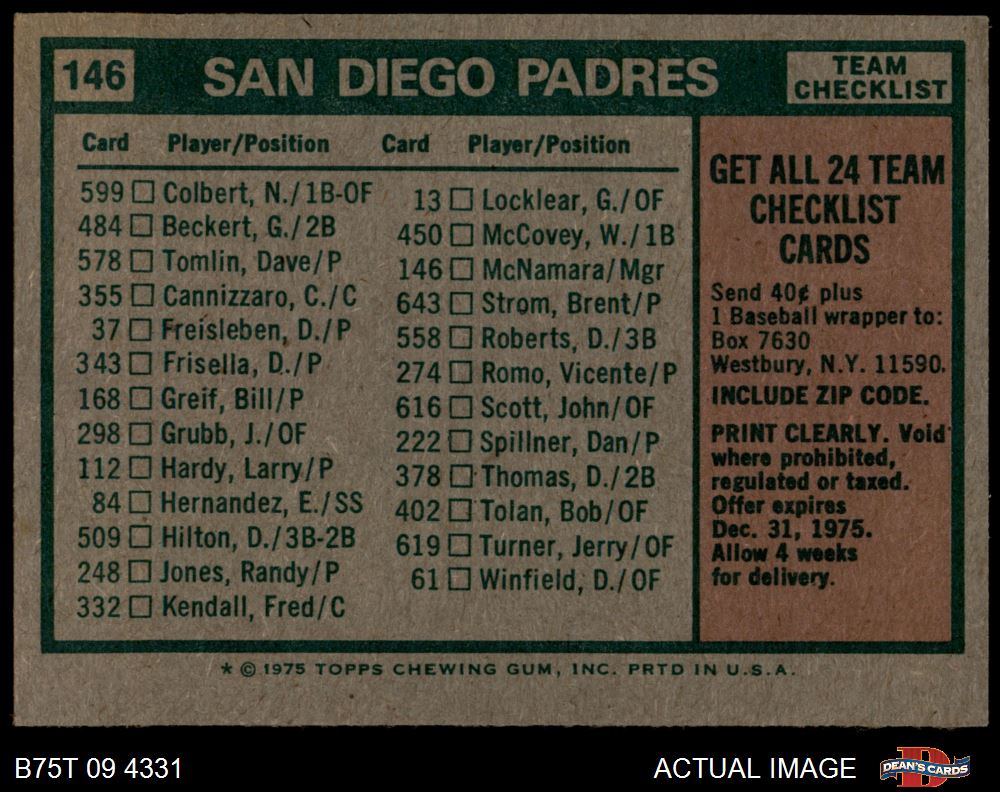 146
SAN DIEGO PADRES
TEAM
CHECKLIST
Card Player/Position Card Player/Position
599 □ Colbert, N./1B-OF
484 □ Beckert, G./2B
578 □ Tomlin, Dave/P
355 □ Cannizzaro, C./C
37 □ Freisleben, D./P
343 □ Frisella, D./P
168 □ Greif, Bill/P
298 □ Grubb, J./OF
112 □ Hardy, Larry/P
84 □ Hernandez, E./SS
509 □ Hilton, D./3B-2B
248 □ Jones, Randy/P
332 □ Kendall, Fred/C
13 □ Locklear, G./OF
450 □ McCovey, W./1B
146 □ McNamara/Mgr
643 □ Strom, Brent/P
558 □ Roberts, D./3B
274 □ Romo, Vicente/P
616 □ Scott, John/OF
222 □ Spillner, Dan/P
378 □ Thomas, D./2B
402 □ Tolan, Bob/OF
619 □ Turner, Jerry/OF
61 □ Winfield, D./OF
GET ALL 24 TEAM
CHECKLIST
CARDS
Send 40¢ plus
1 Baseball wrapper to:
Box 7630
Westbury, N.Y. 11590.
INCLUDE ZIP CODE.
PRINT CLEARLY. Void
where prohibited,
regulated or taxed.
Offer expires
Dec. 31, 1975.
Allow 4 weeks
for delivery.
* © 1975 TOPPS CHEWING GUM, INC. PRTD IN U.S.A.
B75T 09 4331
ACTUAL IMAGE
D
DEAN'S CARDS